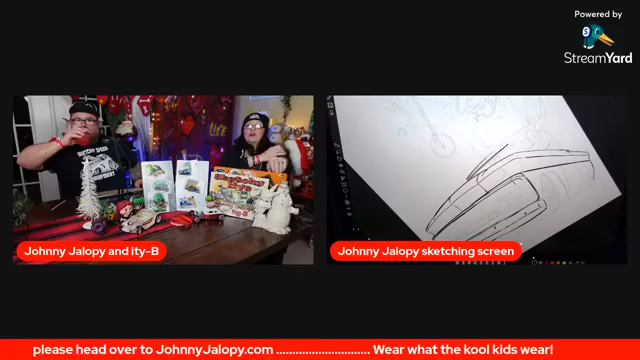 Powered by
StreamYard
LIFE
Johnny Jalopy and ity-B
Johnny Jalopy sketching screen
please head over to JohnnyJalopy.com ............................ Wear what the kool kids wear!